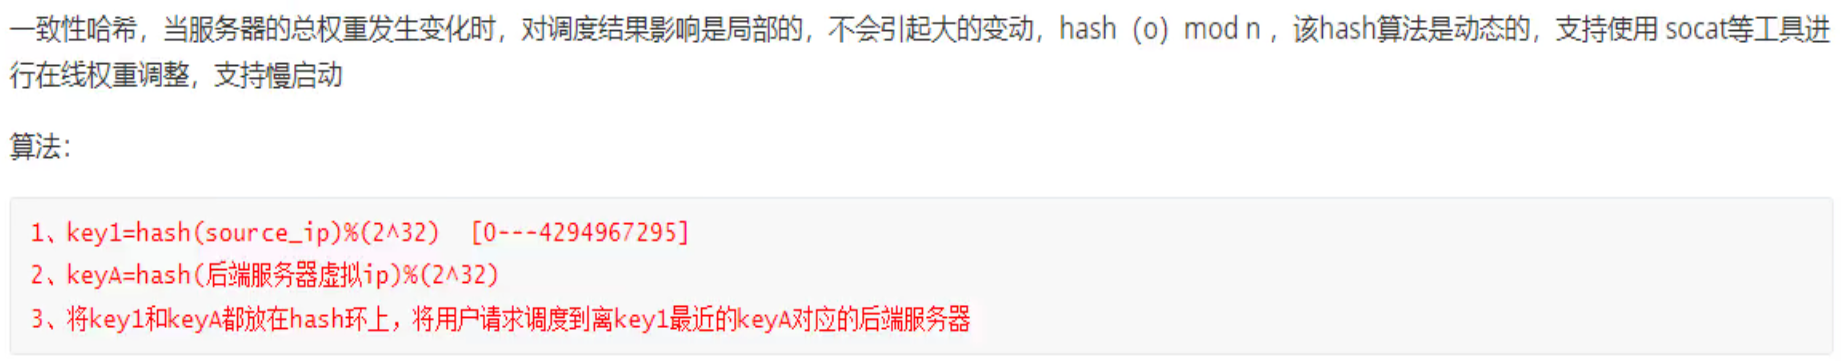 一致性哈希，当服务器的总权重发生变化时，对调度结果影响是局部的，不会引起大的变动，hash（o）mod n ，该hash算法是动态的，支持使用 socat等工具进
行在线权重调整，支持慢启动
算法：
1、key1=hash(source_ip)%(2^32)  [0---4294967295]
2、keyA=hash(后端服务器虚拟ip)%(2^32)
3、将key1和keyA都放在hash环上，将用户请求调度到离key1最近的keyA对应的后端服务器